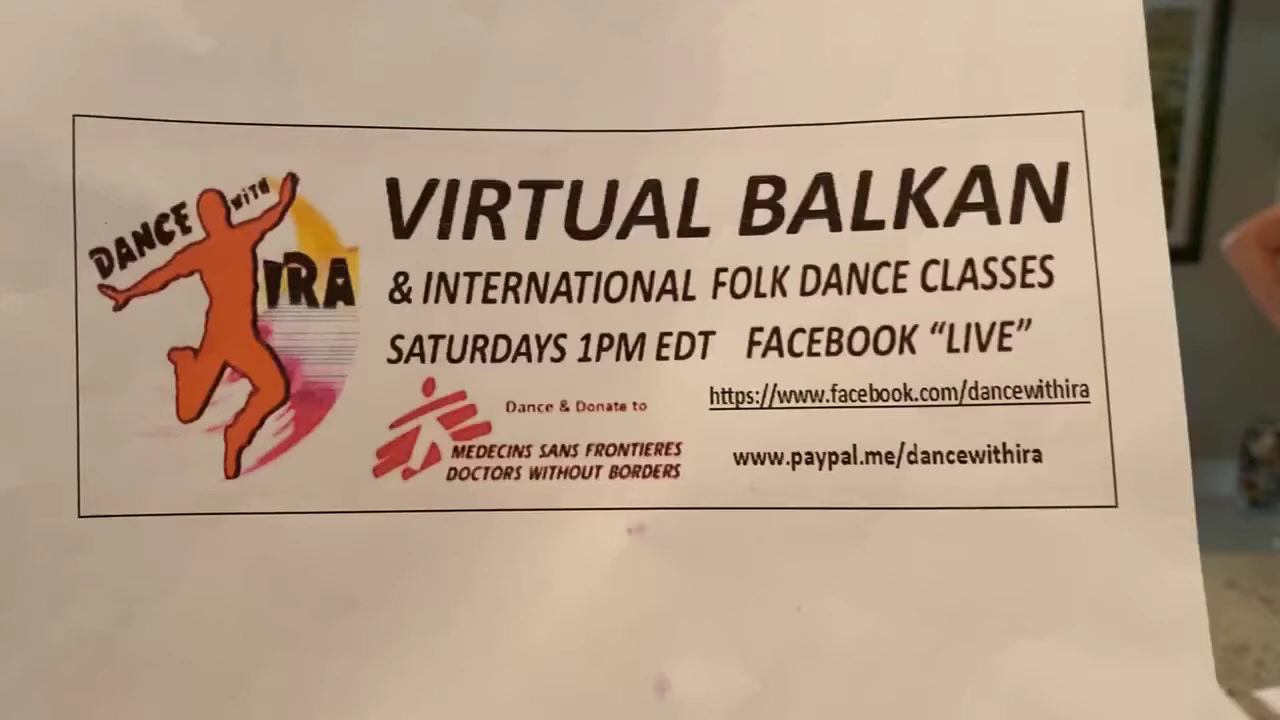 DANCE WITH IRA
VIRTUAL BALKAN
& INTERNATIONAL FOLK DANCE CLASSES
SATURDAYS 1PM EDT FACEBOOK “LIVE”
Dance & Donate to
MEDECINS SANS FRONTIERES
DOCTORS WITHOUT BORDERS
https://www.facebook.com/dancewithira
www.paypal.me/dancewithira